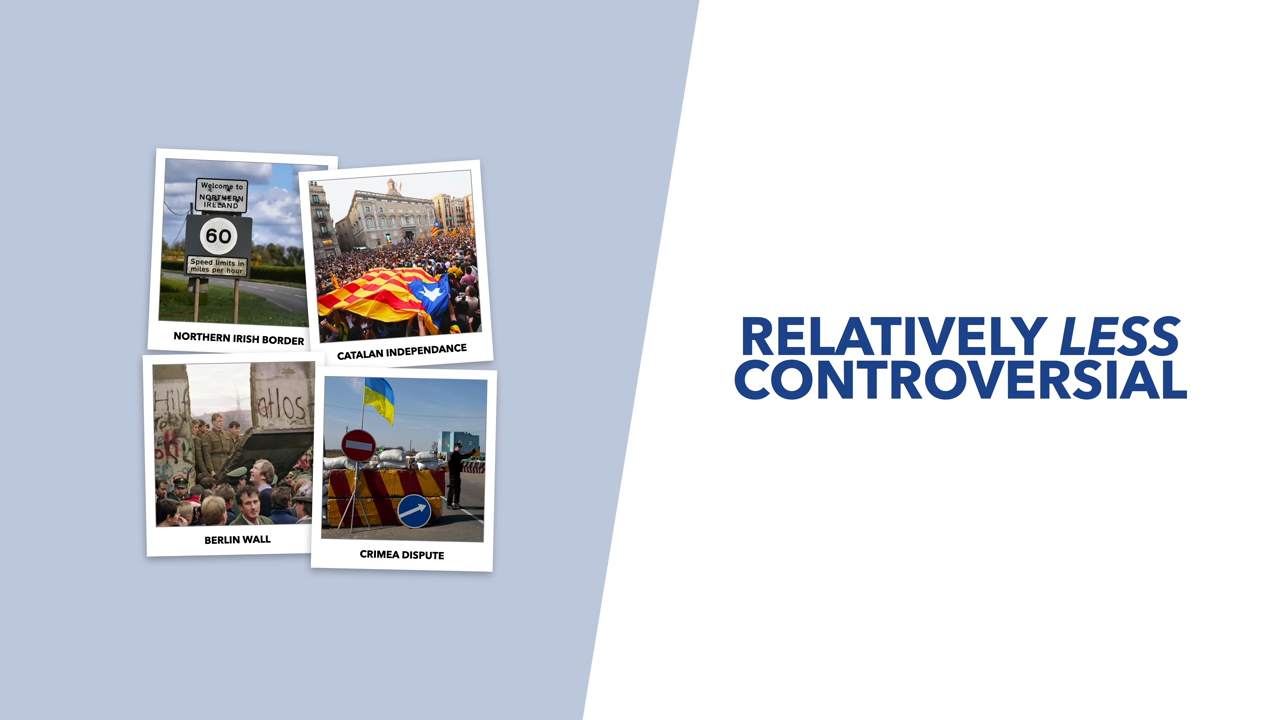 Welcome to
NORTHERN
IRELAND
60
Speed limits in
miles per hour
NORTHERN IRISH BORDER
CATALAN INDEPENDANCE
atlos
BERLIN WALL
CRIMEA DISPUTE
RELATIVELY LESS
CONTROVERSIAL